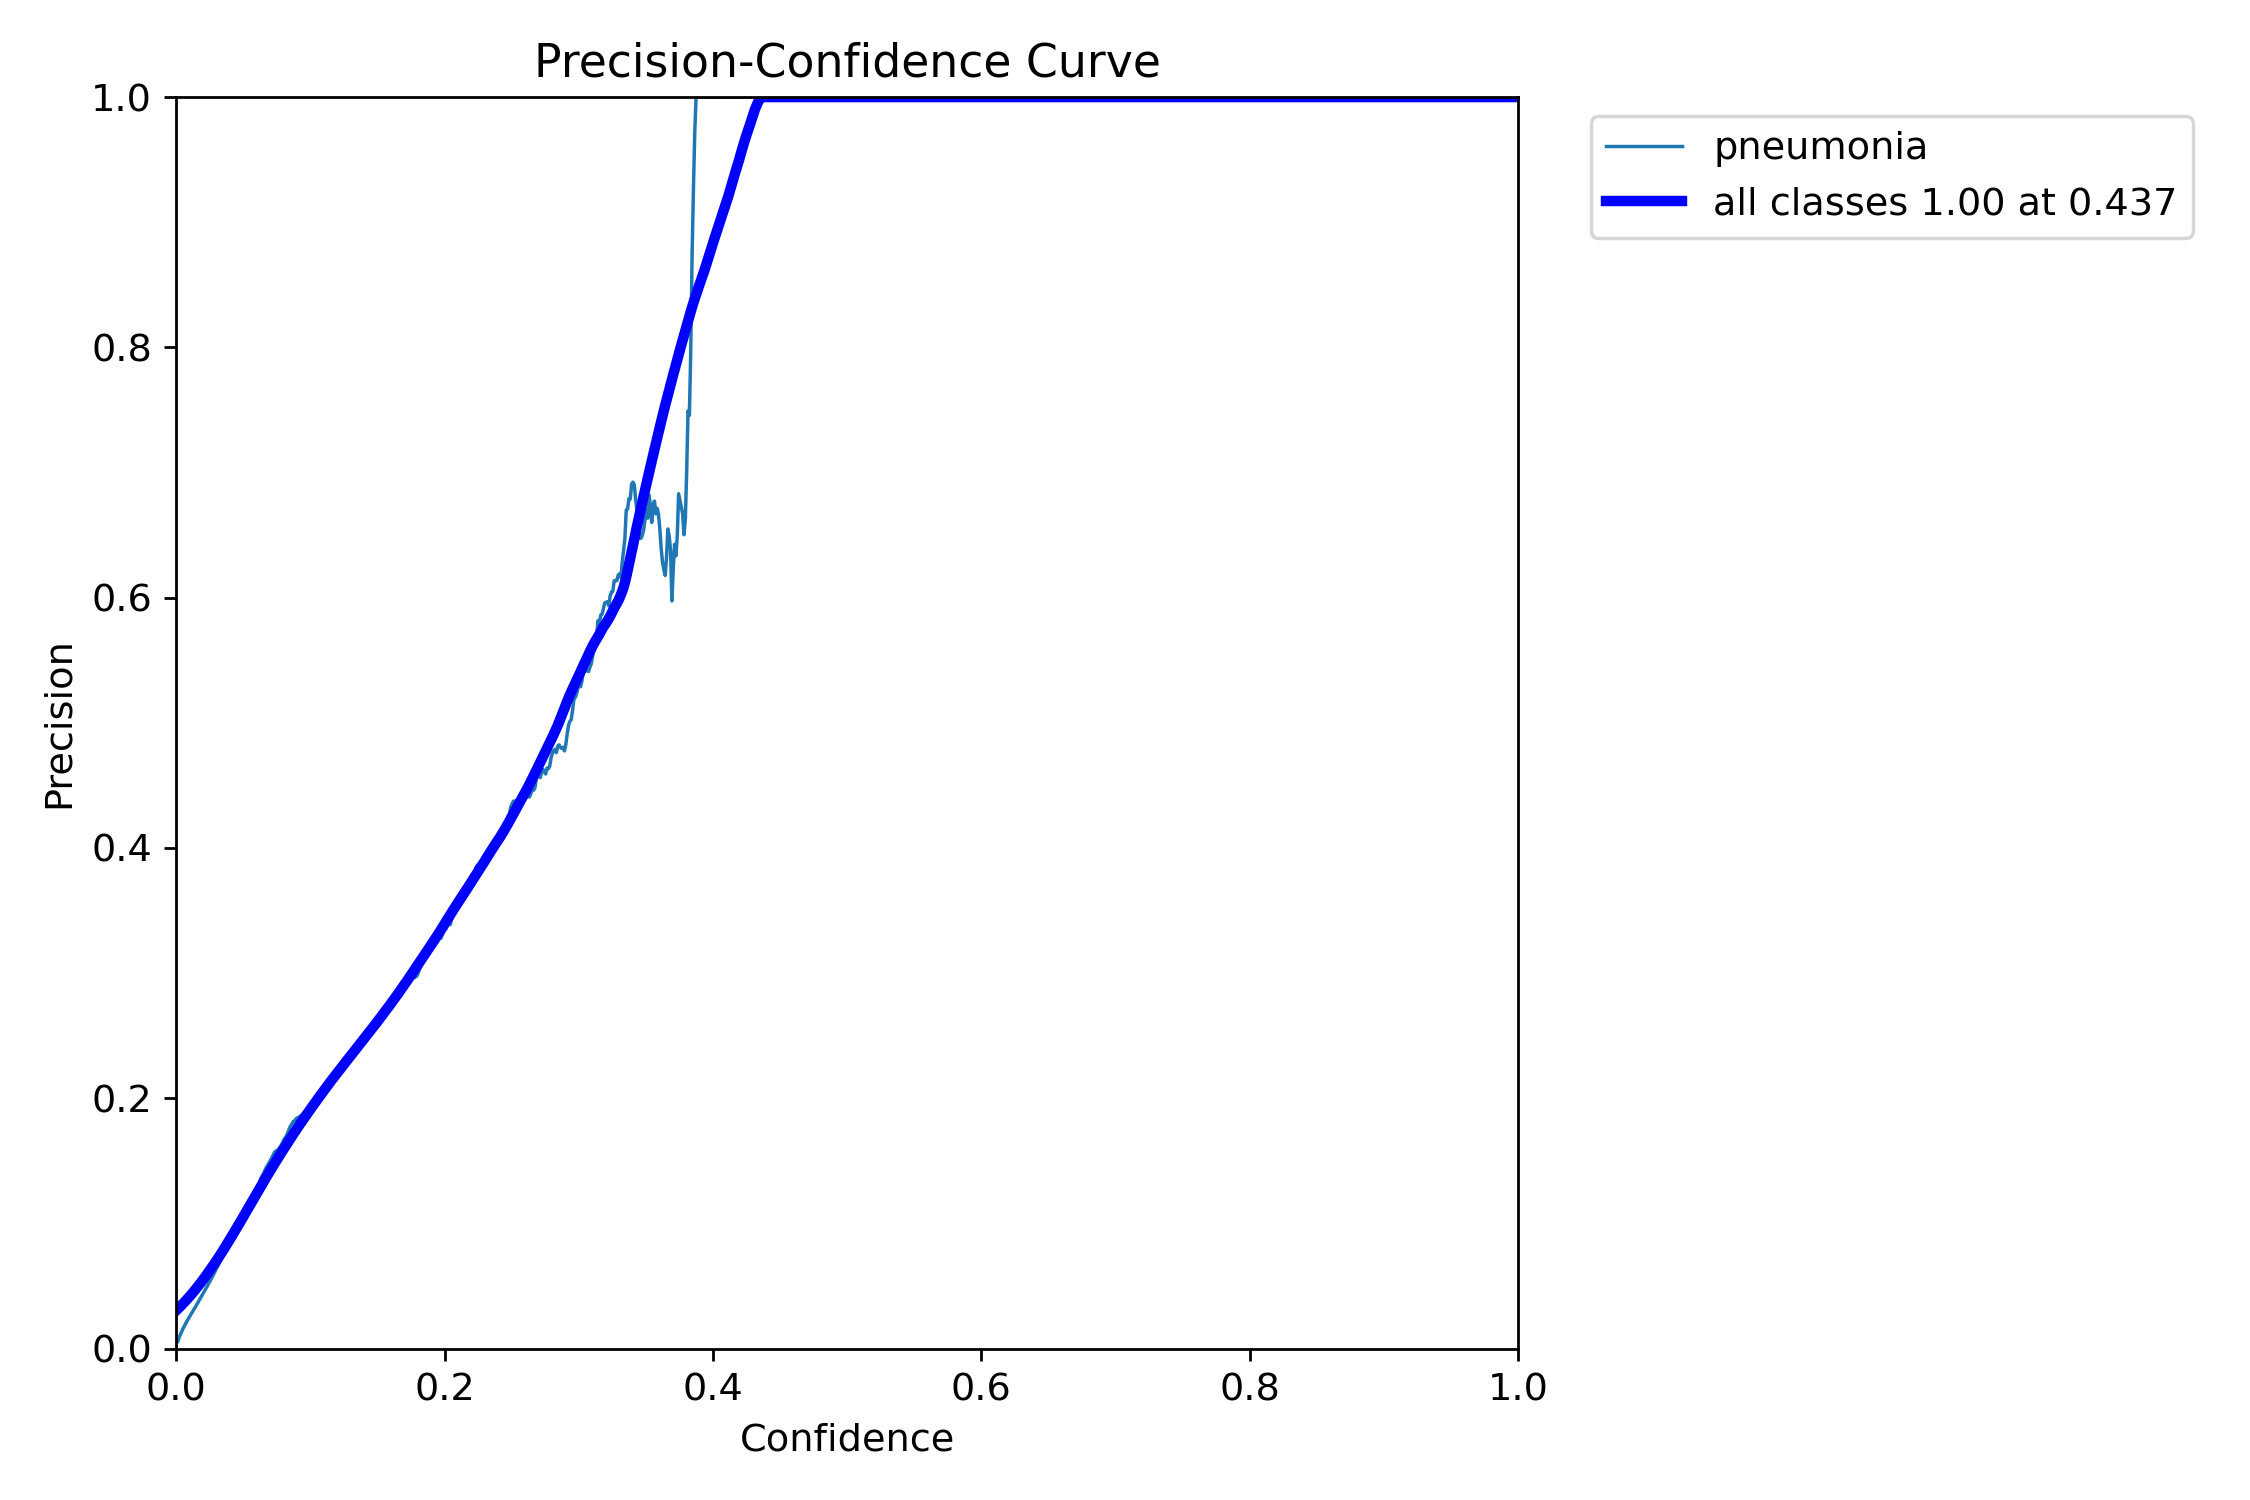 Precision-Confidence Curve
1.0
0.8
0.6
0.4
0.2
0.0
Precision
0.0 0.2 0.4 0.6 0.8 1.0
Confidence
pneumonia
all classes 1.00 at 0.437